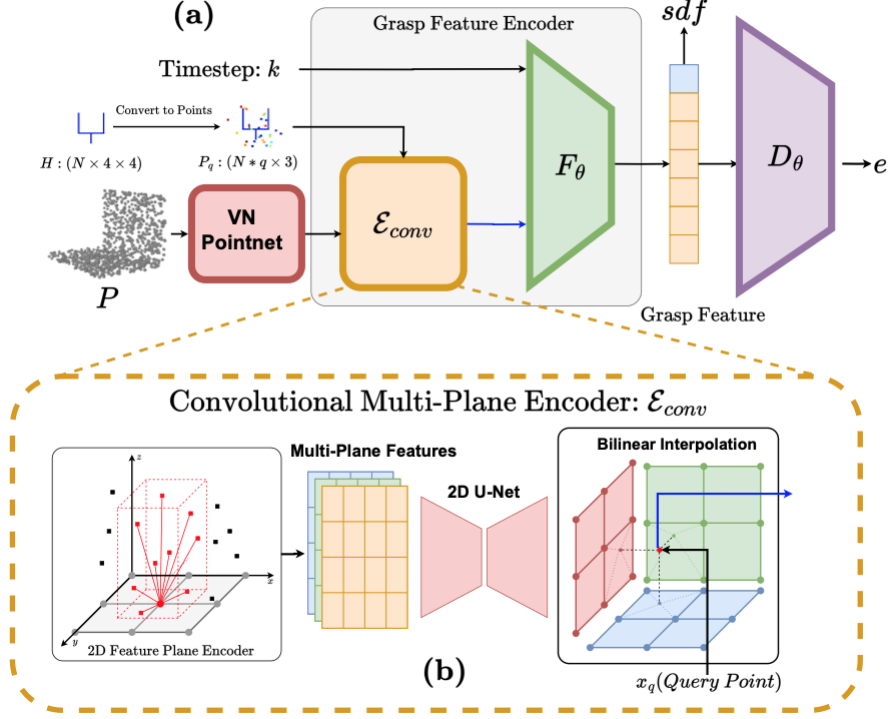 (a)
Grasp Feature Encoder
sdf
Timestep: k
Convert to Points
H : (N × 4 × 4)
P_q : (N * q × 3)
VN
Pointnet
ℰ_conv
F_θ
D_θ
e
P
Grasp Feature
Convolutional Multi-Plane Encoder: ℰ_conv
Multi-Plane Features
2D U-Net
Bilinear Interpolation
z
x
y
2D Feature Plane Encoder
(b)
x_q(Query Point)